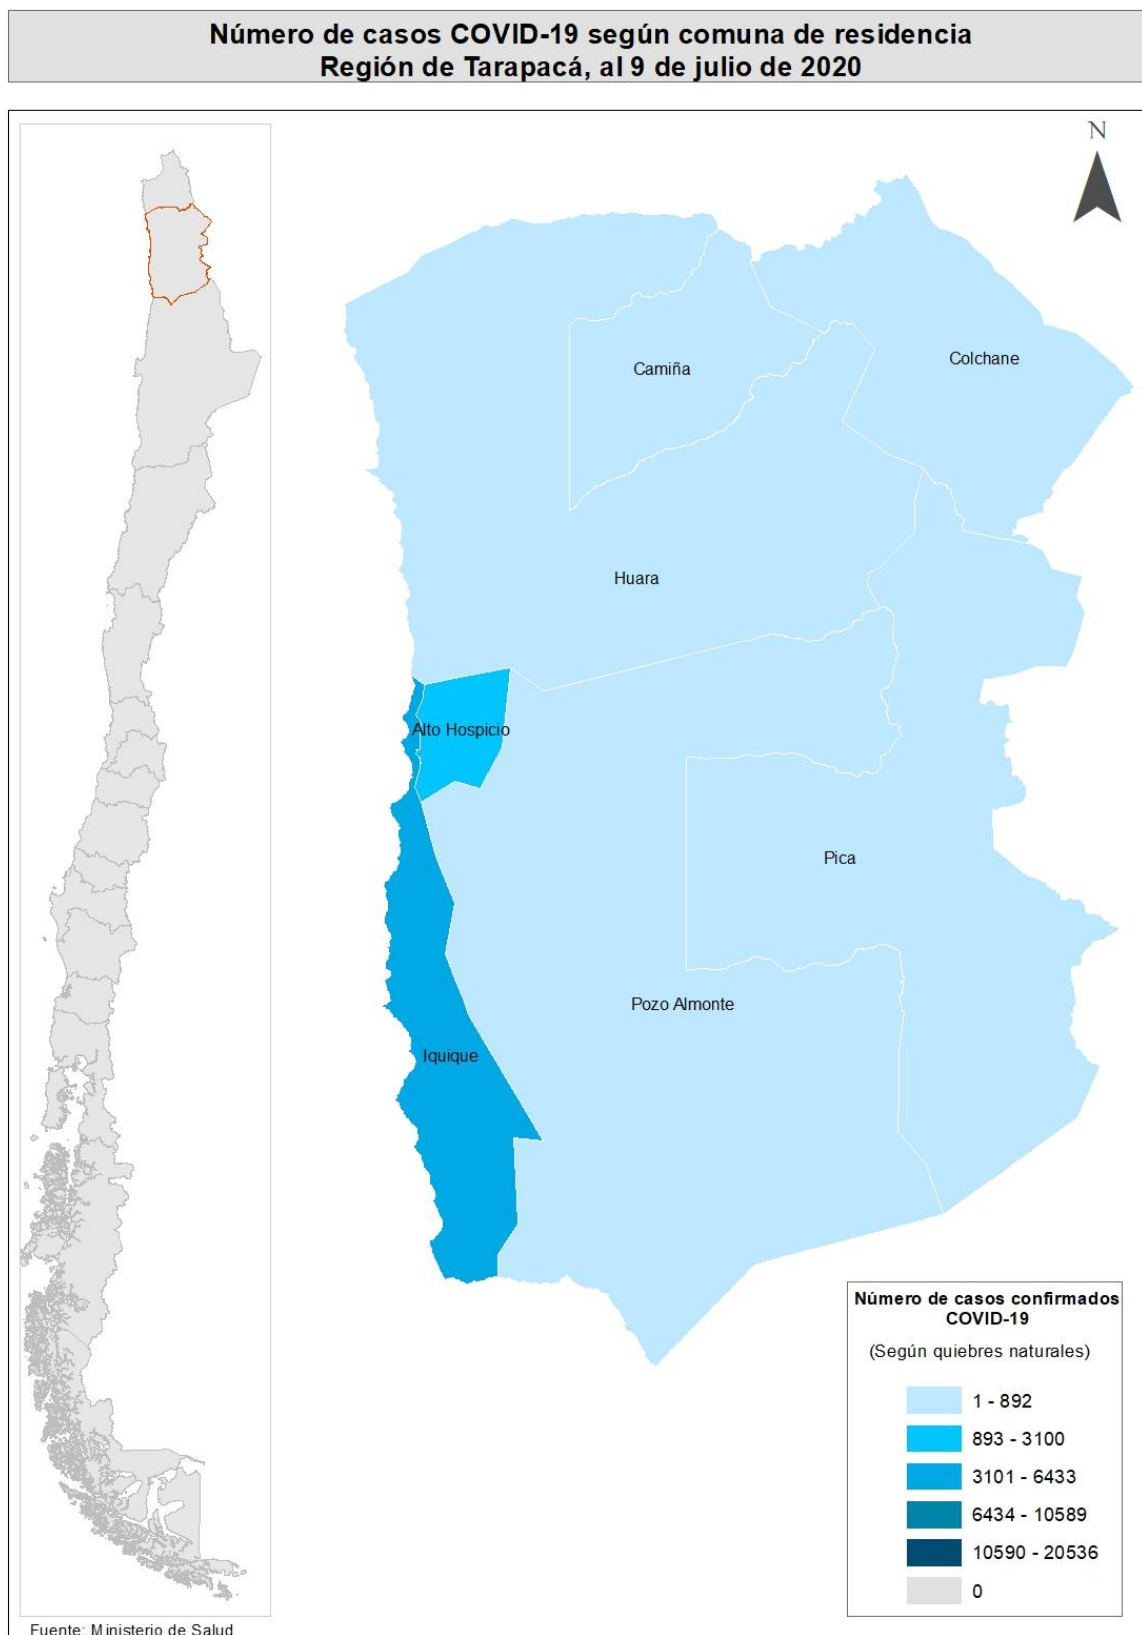 Número de casos COVID-19 según comuna de residencia
Región de Tarapacá, al 9 de julio de 2020
N
Camiña
Colchane
Huara
Alto Hospicio
Pica
Pozo Almonte
Iquique
Número de casos confirmados
COVID-19
(Según quiebres naturales)
1 - 892
893 - 3100
3101 - 6433
6434 - 10589
10590 - 20536
0
Fuente: Ministerio de Salud